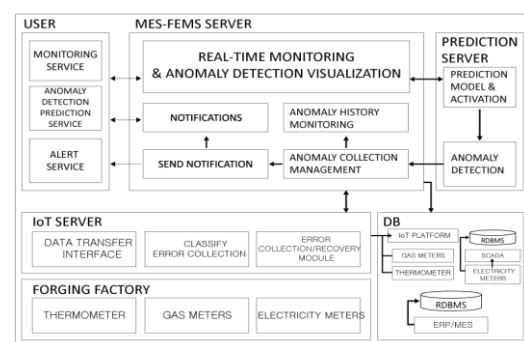 USER
MONITORING
SERVICE
ANOMALY
DETECTION
PREDICTION
SERVICE
ALERT
SERVICE
MES-FEMS SERVER
REAL-TIME MONITORING
& ANOMALY DETECTION VISUALIZATION
NOTIFICATIONS
ANOMALY HISTORY
MONITORING
SEND NOTIFICATION
ANOMALY COLLECTION
MANAGEMENT
PREDICTION
SERVER
PREDICTION
MODEL &
ACTIVATION
ANOMALY
DETECTION
IoT SERVER
DATA TRANSFER
INTERFACE
CLASSIFY
ERROR COLLECTION
ERROR
COLLECTION/RECOVERY
MODULE
DB
IoT PLATFORM
GAS METERS
THERMOMETER
RDBMS
SCADA
ELECTRICITY
METERS
RDBMS
ERP/MES
FORGING FACTORY
THERMOMETER
GAS METERS
ELECTRICITY METERS